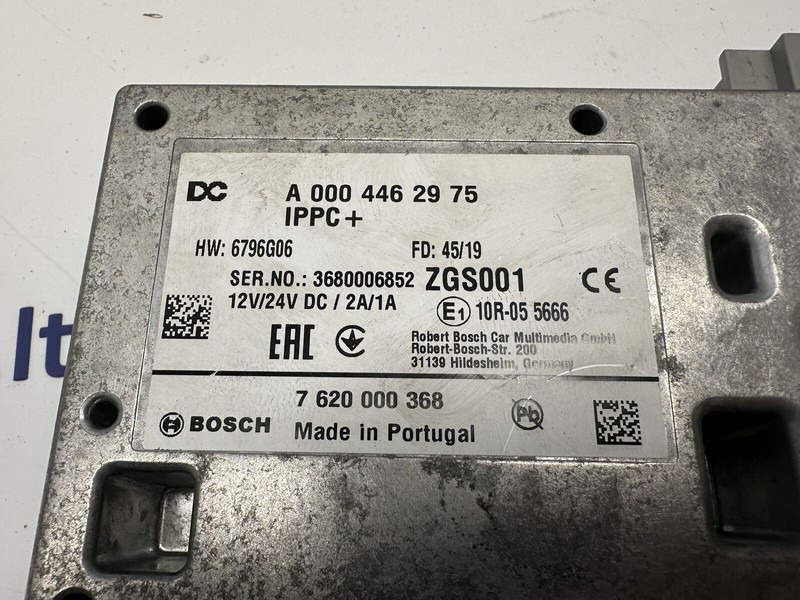 DC A 000 446 29 75
IPPC+
HW: 6796G06 FD: 45/19
SER.NO.: 3680006852 ZGS001 CE
12V/24V DC / 2A/1A E1 10R-05 5666
EAC
Robert Bosch Car Multimedia GmbH
Robert-Bosch-Str. 200
31139 Hildesheim, Germany
7 620 000 368 Pb
BOSCH Made in Portugal